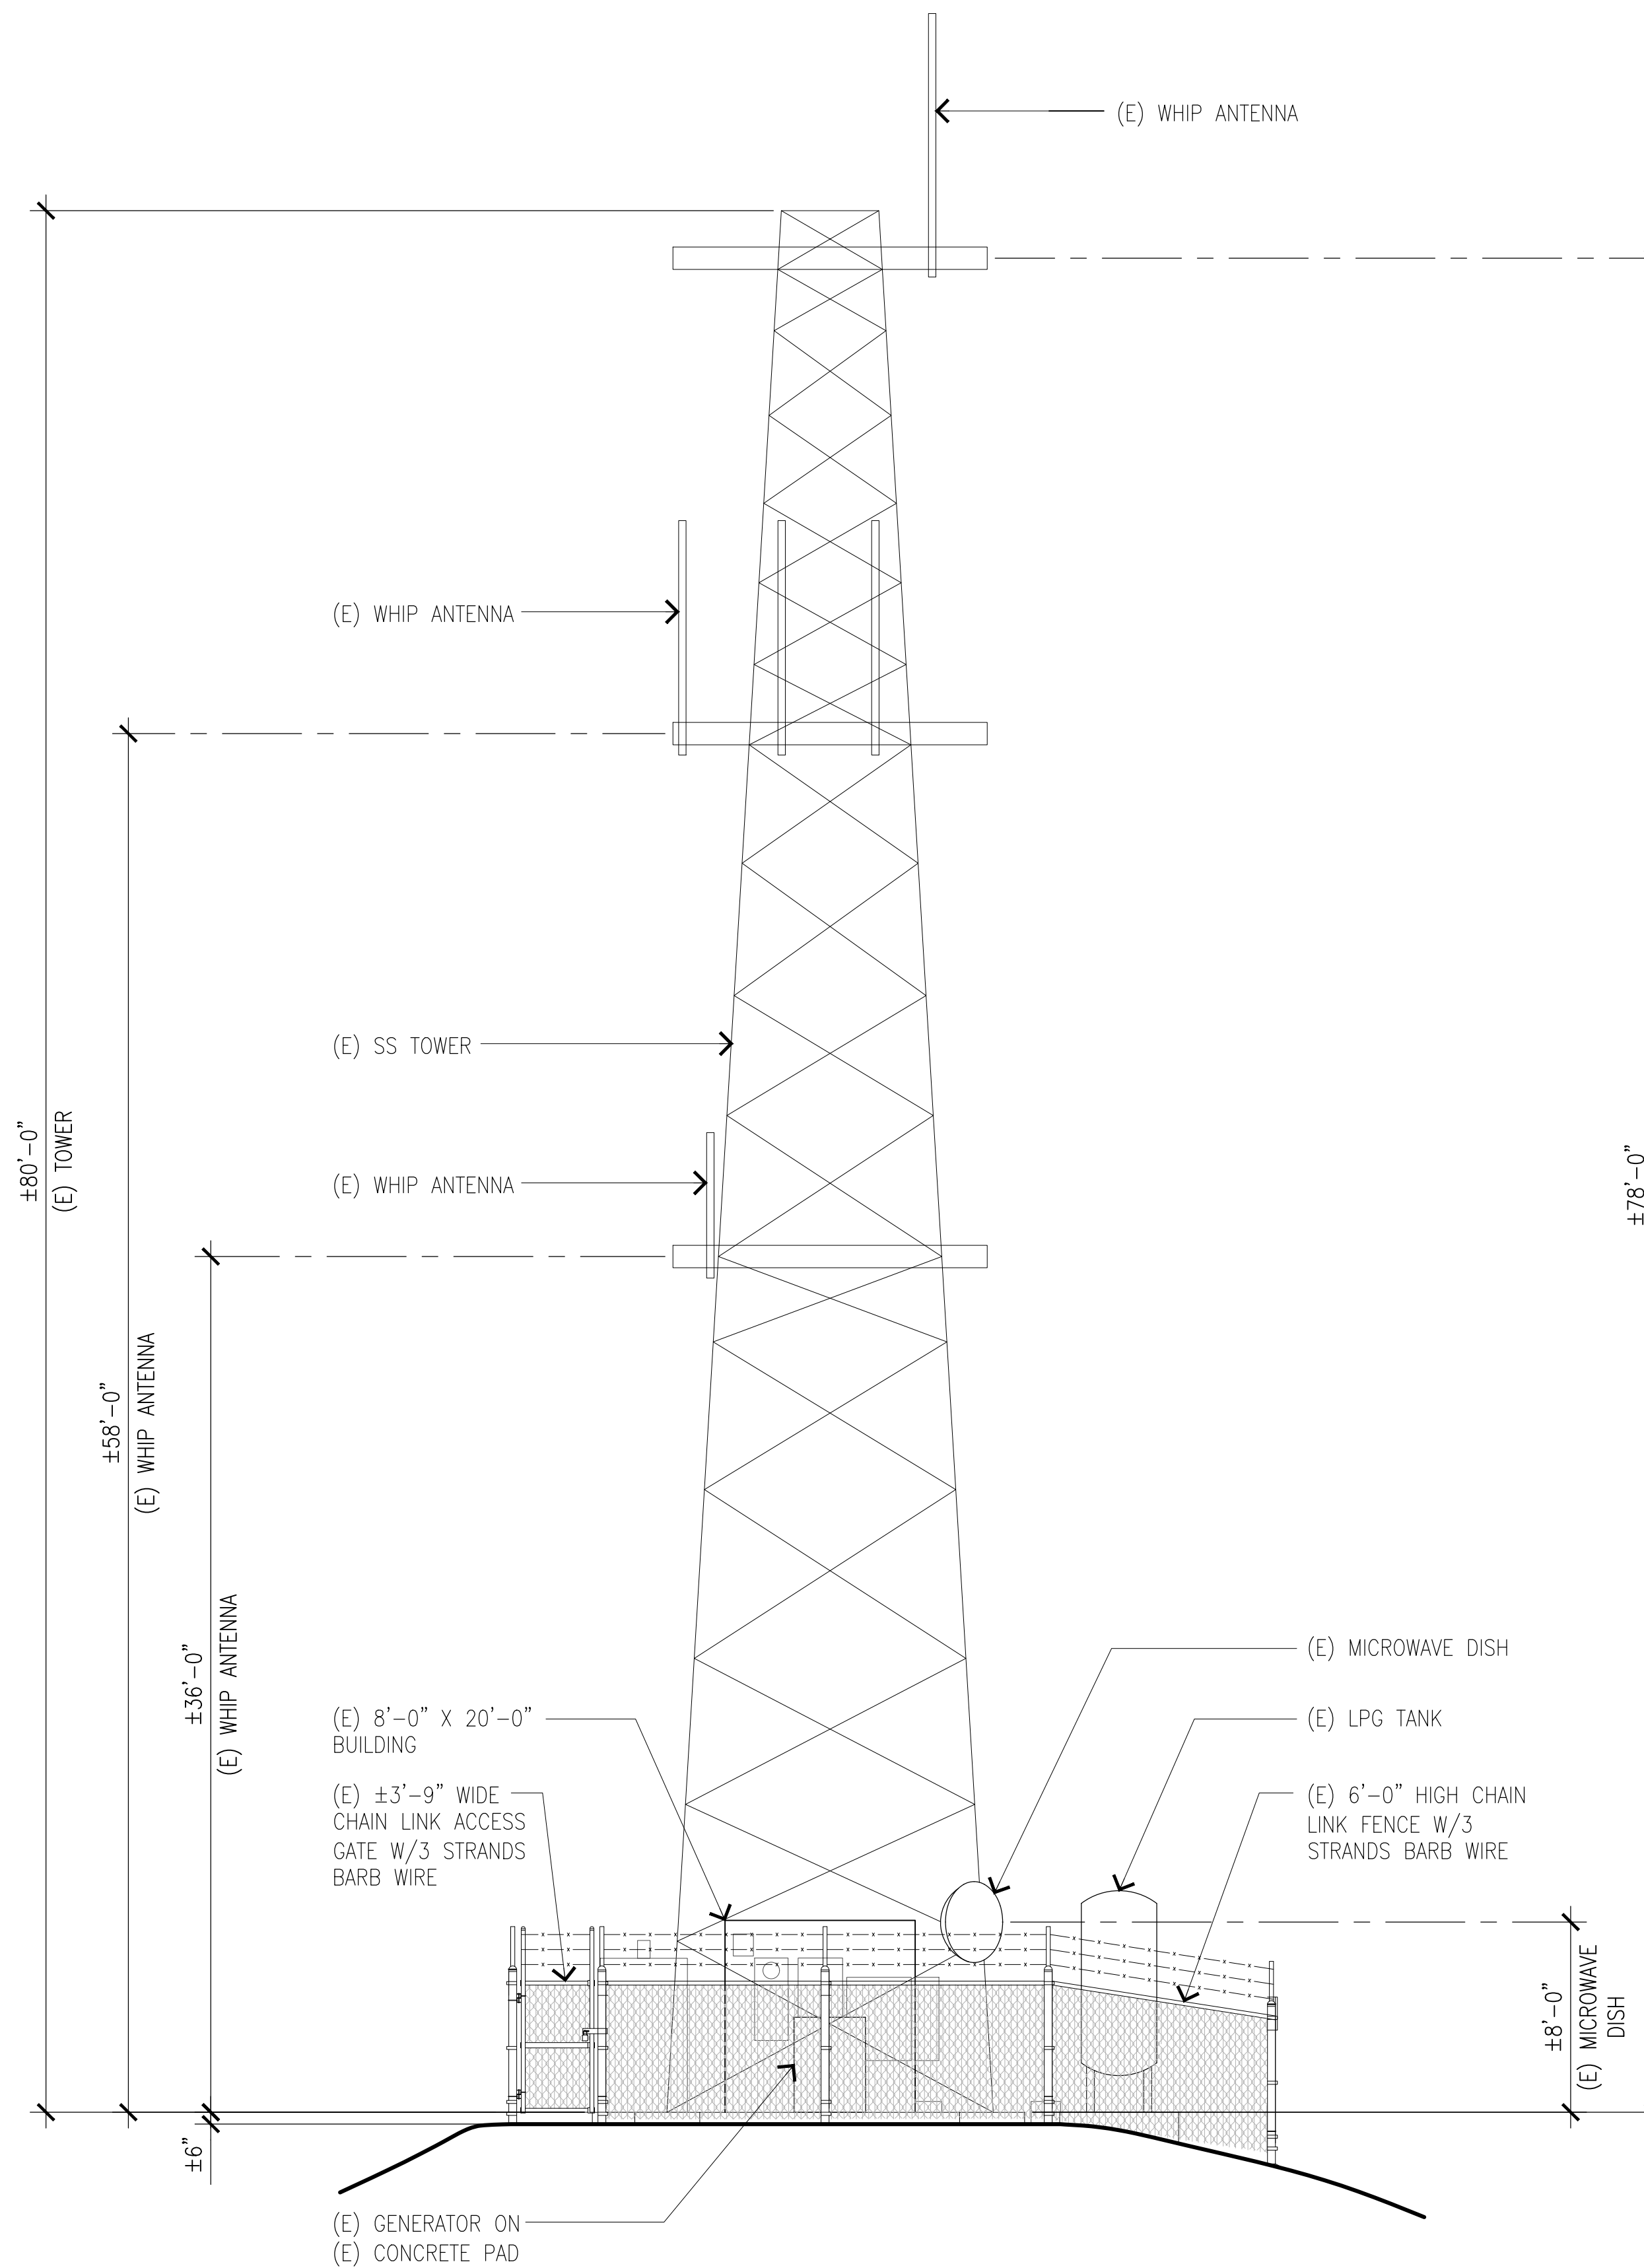 (E) WHIP ANTENNA
(E) WHIP ANTENNA
(E) SS TOWER
(E) WHIP ANTENNA
±80'-0"
(E) TOWER
±58'-0"
(E) WHIP ANTENNA
±36'-0"
(E) WHIP ANTENNA
±78'-0"
(E) MICROWAVE DISH
(E) LPG TANK
(E) 6'-0" HIGH CHAIN
LINK FENCE W/3
STRANDS BARB WIRE
(E) 8'-0" X 20'-0"
BUILDING
(E) ±3'-9" WIDE
CHAIN LINK ACCESS
GATE W/3 STRANDS
BARB WIRE
±8'-0"
(E) MICROWAVE
DISH
±6"
(E) GENERATOR ON
(E) CONCRETE PAD